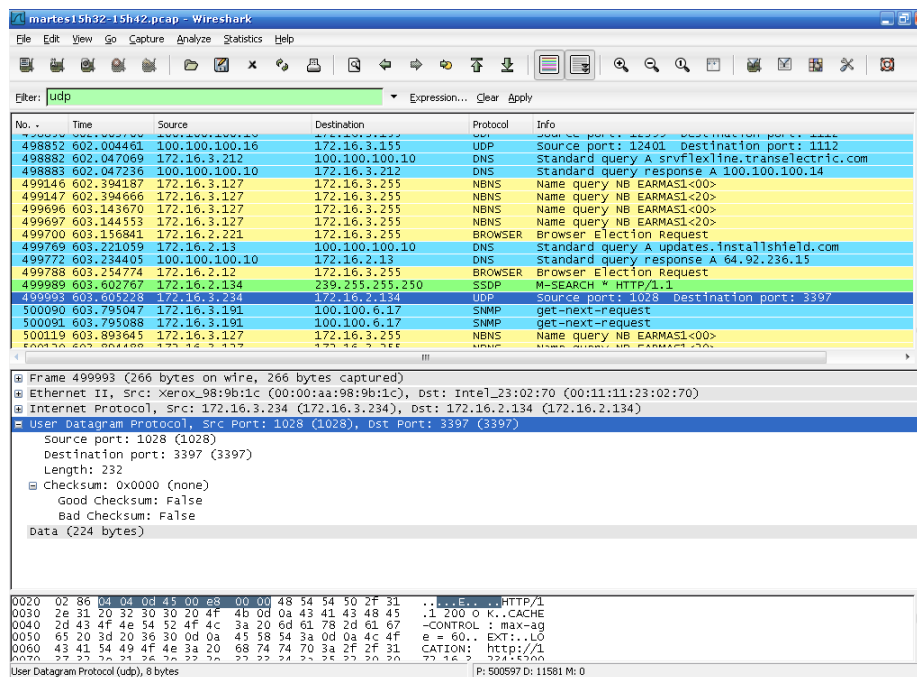 martes15h32-15h42.pcap - Wireshark
File Edit View Go Capture Analyze Statistics Help
Filter: udp Expression... Clear Apply
No. - Time Source Destination Protocol Info
498852 602.004461 100.100.100.16 172.16.3.155 UDP Source port: 12401 Destination port: 1112
498882 602.047069 172.16.3.212 100.100.100.10 DNS Standard query A srvflexline.transelectric.com
498883 602.047236 100.100.100.10 172.16.3.212 DNS Standard query response A 100.100.100.14
499146 602.394187 172.16.3.127 172.16.3.255 NBNS Name query NB EARMAS1<00>
499147 602.394666 172.16.3.127 172.16.3.255 NBNS Name query NB EARMAS1<20>
499696 603.143670 172.16.3.127 172.16.3.255 NBNS Name query NB EARMAS1<00>
499697 603.144553 172.16.3.127 172.16.3.255 NBNS Name query NB EARMAS1<20>
499700 603.156841 172.16.2.221 172.16.3.255 BROWSER Browser Election Request
499769 603.221059 172.16.2.13 100.100.100.10 DNS Standard query A updates.installshield.com
499772 603.234405 100.100.100.10 172.16.2.13 DNS Standard query response A 64.92.236.15
499788 603.254774 172.16.2.12 172.16.3.255 BROWSER Browser Election Request
499989 603.602767 172.16.2.134 239.255.255.250 SSDP M-SEARCH * HTTP/1.1
499993 603.605228 172.16.3.234 172.16.2.134 UDP Source port: 1028 Destination port: 3397
500090 603.795047 172.16.3.191 100.100.6.17 SNMP get-next-request
500091 603.795088 172.16.3.191 100.100.6.17 SNMP get-next-request
500119 603.893645 172.16.3.127 172.16.3.255 NBNS Name query NB EARMAS1<00>
Frame 499993 (266 bytes on wire, 266 bytes captured)
Ethernet II, Src: Xerox_98:9b:1c (00:00:aa:98:9b:1c), Dst: Intel_23:02:70 (00:11:11:23:02:70)
Internet Protocol, Src: 172.16.3.234 (172.16.3.234), Dst: 172.16.2.134 (172.16.2.134)
User Datagram Protocol, Src Port: 1028 (1028), Dst Port: 3397 (3397)
Source port: 1028 (1028)
Destination port: 3397 (3397)
Length: 232
Checksum: 0x0000 (none)
Good Checksum: False
Bad Checksum: False
Data (224 bytes)
0020 02 86 04 04 0d 45 00 e8 00 00 48 54 54 50 2f 31 .....E.. ..HTTP/1
0030 2e 31 20 32 30 30 20 4f 4b 0d 0a 43 41 43 48 45 .1 200 O K..CACHE
0040 2d 43 4f 4e 54 52 4f 4c 3a 20 6d 61 78 2d 61 67 -CONTROL : max-ag
0050 65 20 3d 20 36 30 0d 0a 45 58 54 3a 0d 0a 4c 4f e = 60.. EXT:..LO
0060 43 41 54 49 4f 4e 3a 20 68 74 74 70 3a 2f 2f 31 CATION: http://1
User Datagram Protocol (udp), 8 bytes P: 500597 D: 11581 M: 0